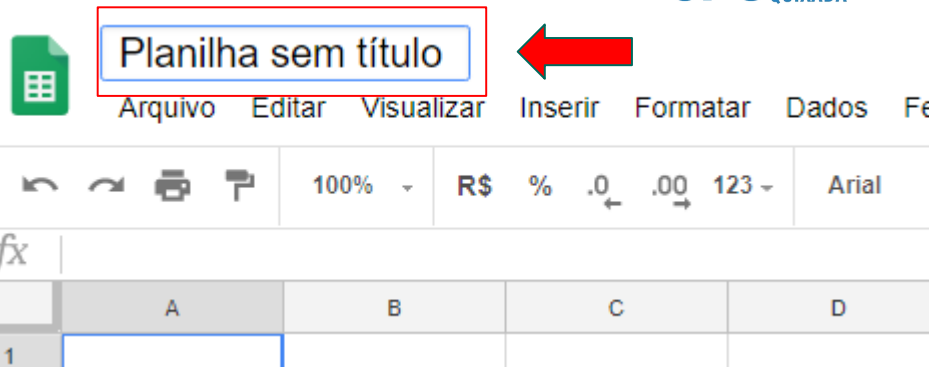 Planilha sem título
Arquivo Editar Visualizar Inserir Formatar Dados
100% R$ % .0 .00 123 Arial
fx
A B C D
1